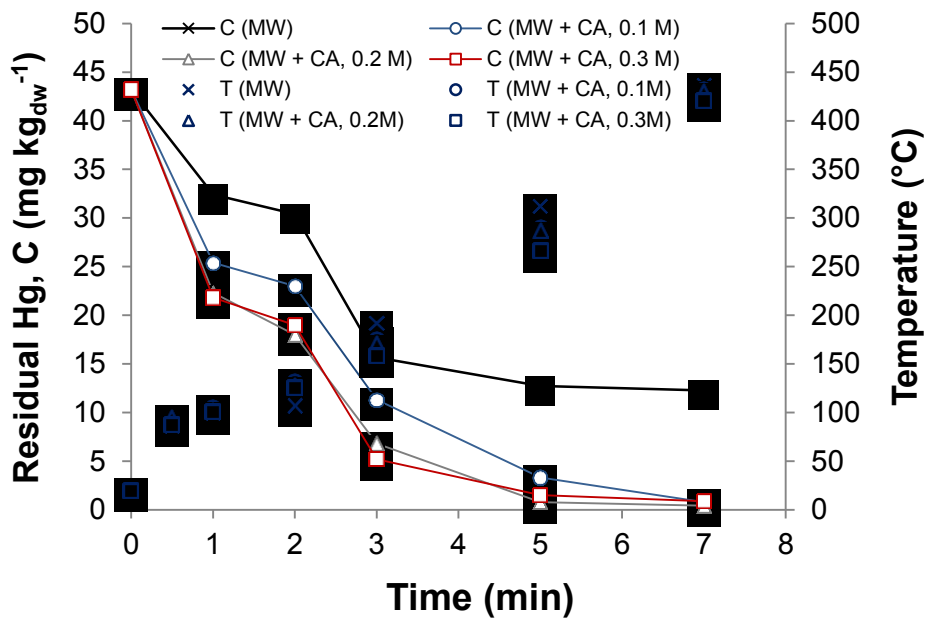 50 500
C (MW) C (MW + CA, 0.1 M)
45 C (MW + CA, 0.2 M) C (MW + CA, 0.3 M) 450
T (MW) T (MW + CA, 0.1M)
40 T (MW + CA, 0.2M) T (MW + CA, 0.3M) 400
35 350
30 300
25 250
20 200
15 150
10 100
5 50
0 0
0 1 2 3 4 5 6 7 8
Residual Hg, C (mg kg_dw^-1)
Temperature (°C)
Time (min)